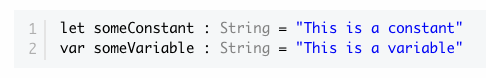 1 let someConstant : String = "This is a constant"
2 var someVariable : String = "This is a variable"